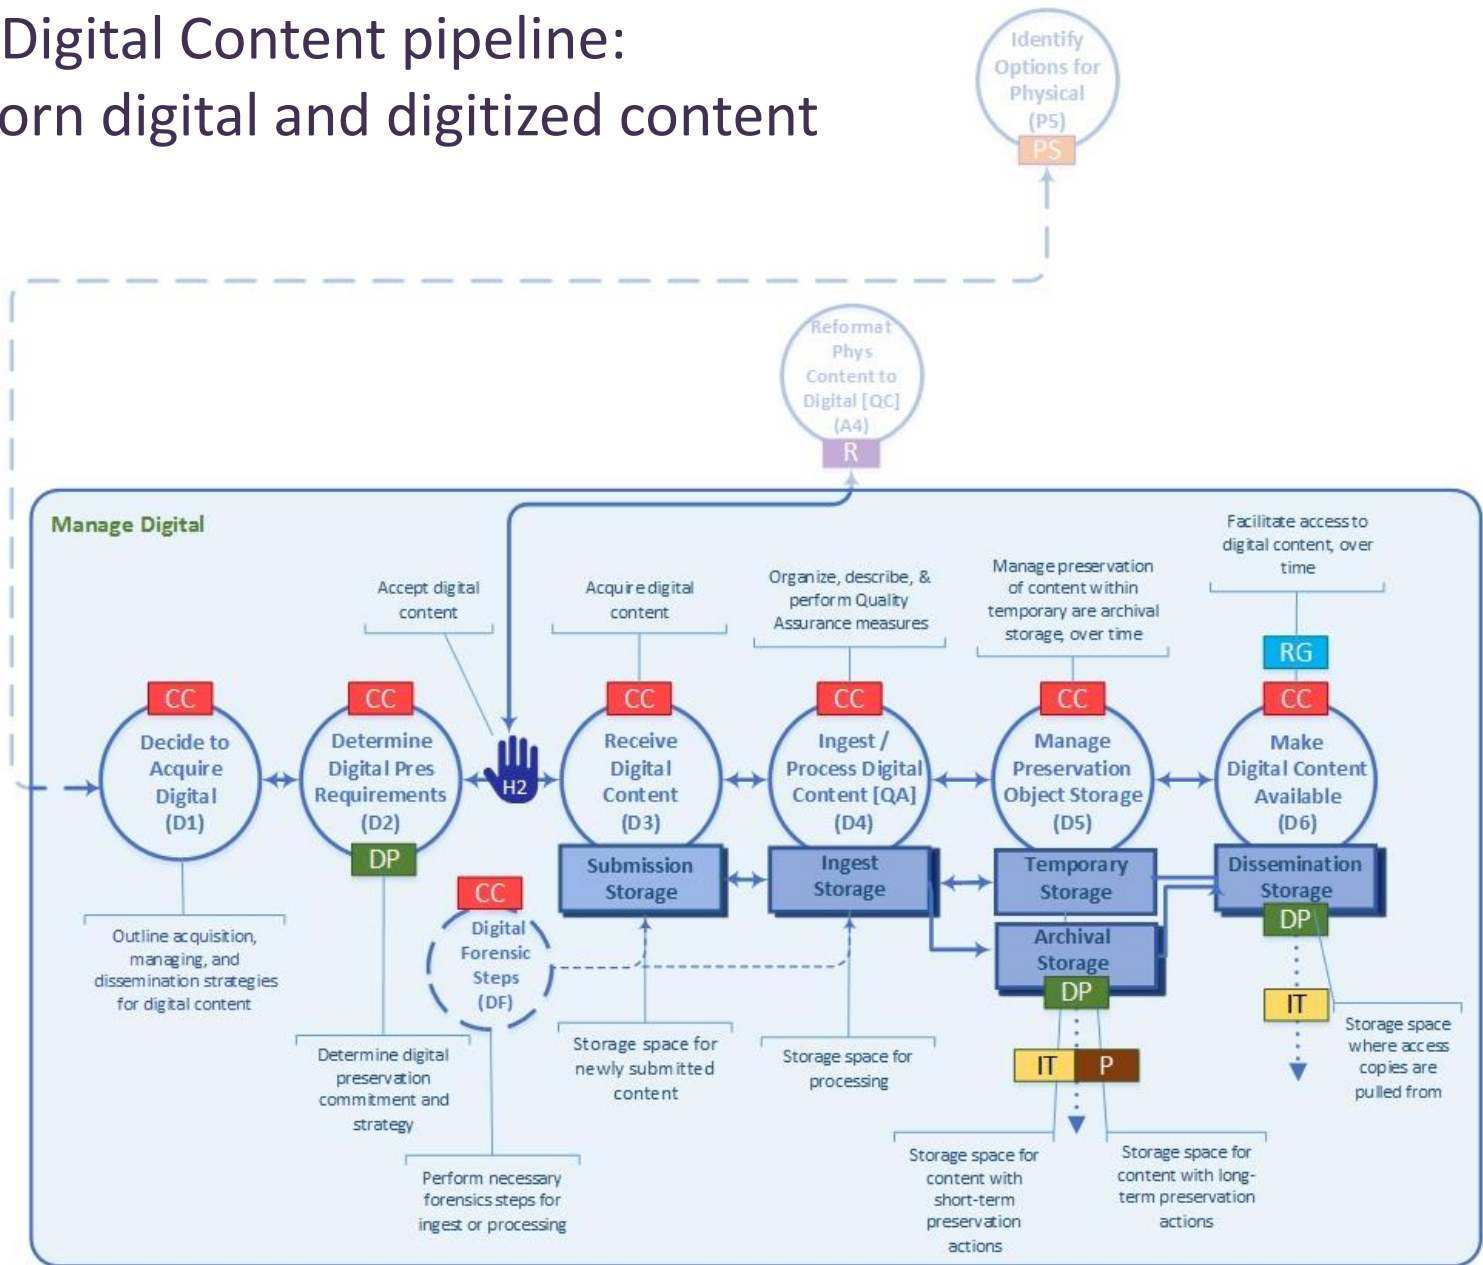 Digital Content pipeline:
orn digital and digitized content
Identify
Options for
Physical
(P5)
PS
Reformat
Phys
Content to
Digital [QC]
(A4)
R
Manage Digital
Accept digital
content
Acquire digital
content
Organize, describe, &
perform Quality
Assurance measures
Manage preservation
of content within
temporary are archival
storage, over time
Facilitate access to
digital content, over
time
RG
CC
Decide to
Acquire
Digital
(D1)
CC
Determine
Digital Pres
Requirements
(D2)
DP
H2
CC
Receive
Digital
Content
(D3)
Submission
Storage
CC
Ingest /
Process Digital
Content [QA]
(D4)
Ingest
Storage
CC
Manage
Preservation
Object Storage
(D5)
Temporary
Storage
Archival
Storage
DP
IT
P
CC
Make
Digital Content
Available
(D6)
Dissemination
Storage
DP
IT
CC
Digital
Forensic
Steps
(DF)
Outline acquisition,
managing, and
dissemination strategies
for digital content
Determine digital
preservation
commitment and
strategy
Perform necessary
forensics steps for
ingest or processing
Storage space for
newly submitted
content
Storage space for
processing
Storage space for
content with
short-term
preservation
actions
Storage space for
content with long-
term preservation
actions
Storage space
where access
copies are
pulled from